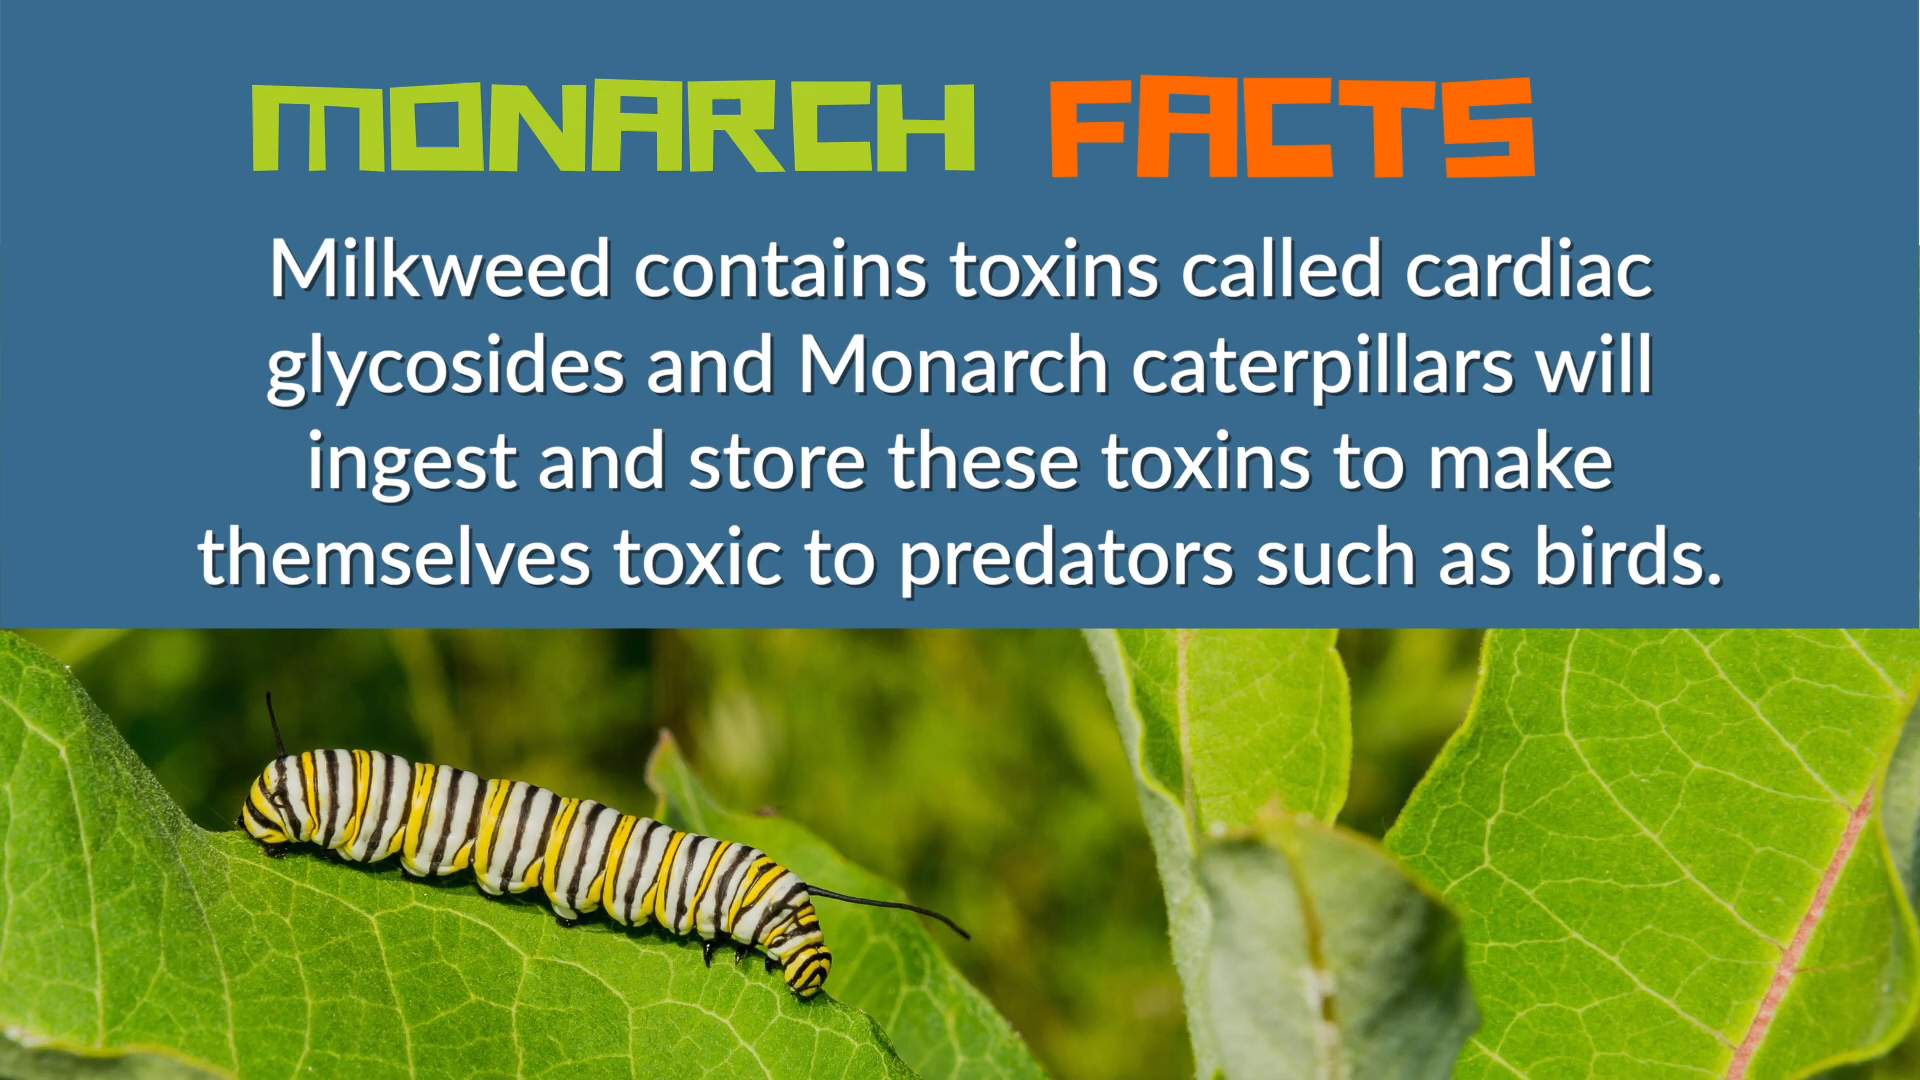 MONARCH FACTS
Milkweed contains toxins called cardiac
glycosides and Monarch caterpillars will
ingest and store these toxins to make
themselves toxic to predators such as birds.